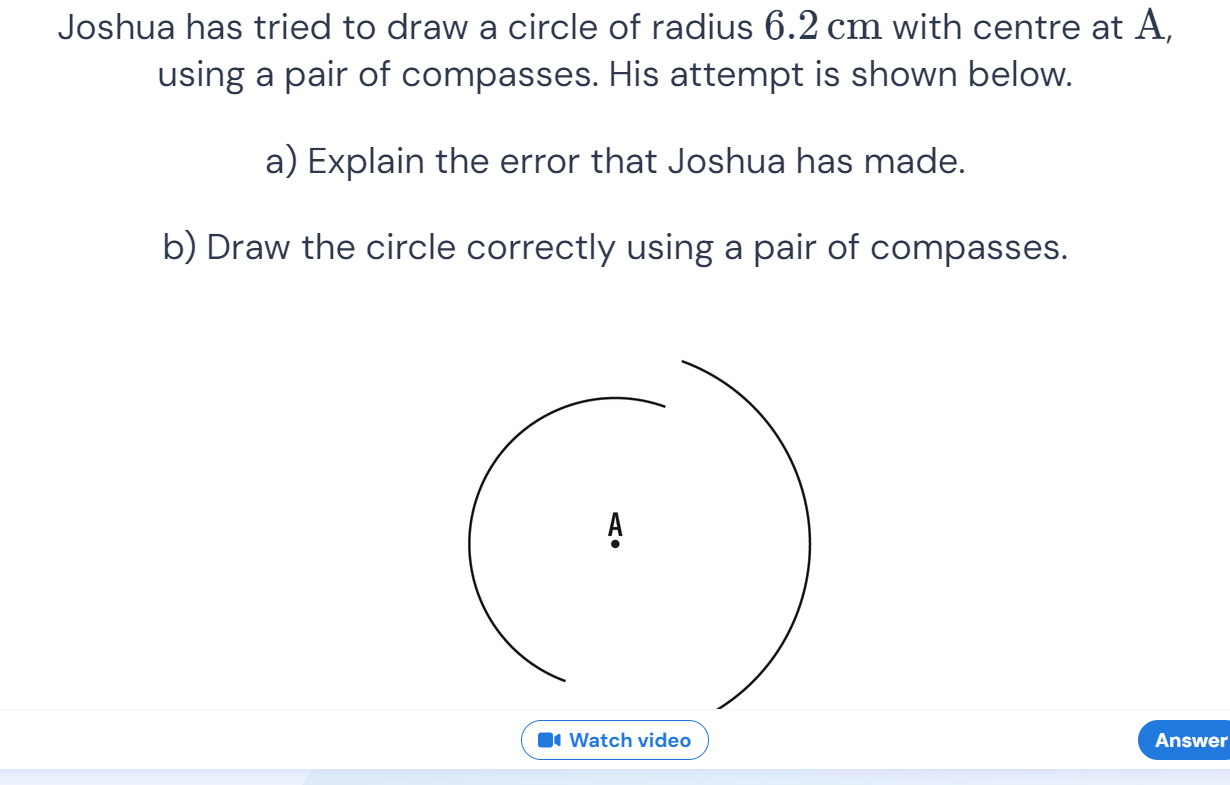 Joshua has tried to draw a circle of radius 6.2 cm with centre at A,
using a pair of compasses. His attempt is shown below.
a) Explain the error that Joshua has made.
b) Draw the circle correctly using a pair of compasses.
A
Watch video
Answer